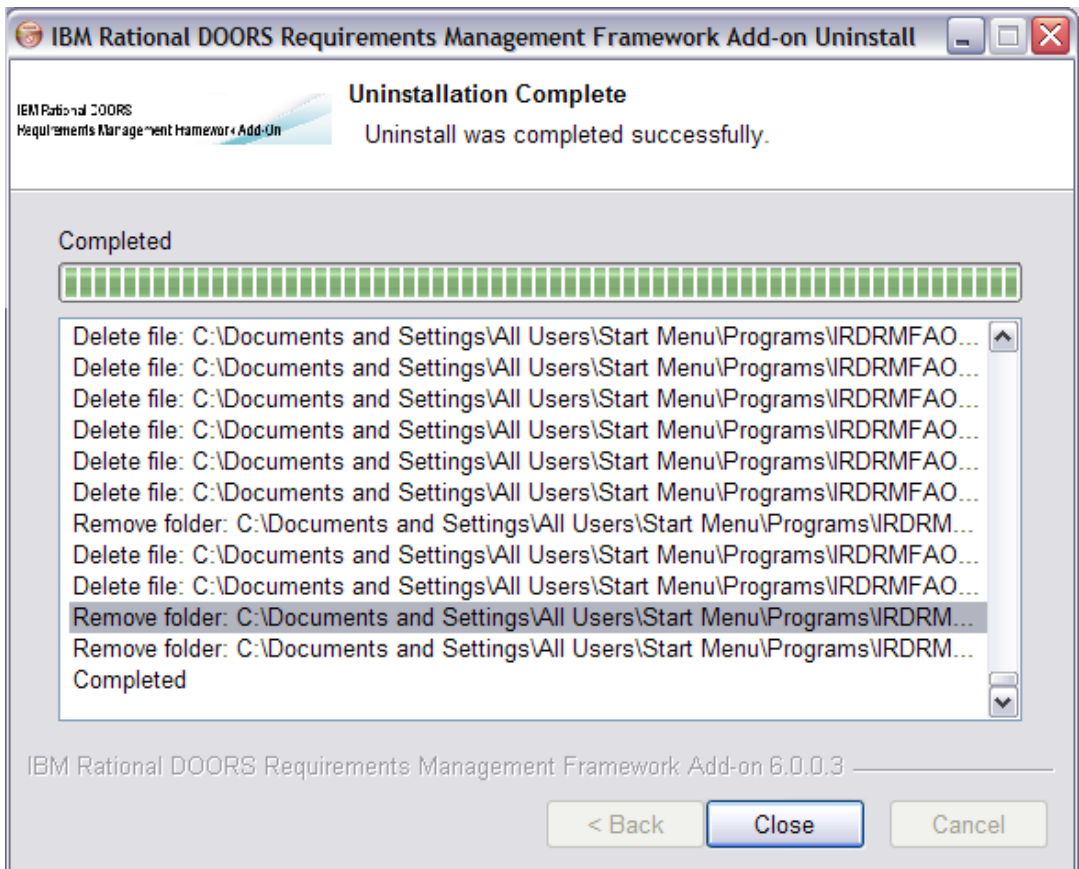 IBM Rational DOORS Requirements Management Framework Add-on Uninstall
IBM Rational DOORS
Requirements Management Framework Add-On
Uninstallation Complete
Uninstall was completed successfully.
Completed
Delete file: C:\Documents and Settings\All Users\Start Menu\Programs\IRDRMFAO...
Delete file: C:\Documents and Settings\All Users\Start Menu\Programs\IRDRMFAO...
Delete file: C:\Documents and Settings\All Users\Start Menu\Programs\IRDRMFAO...
Delete file: C:\Documents and Settings\All Users\Start Menu\Programs\IRDRMFAO...
Delete file: C:\Documents and Settings\All Users\Start Menu\Programs\IRDRMFAO...
Delete file: C:\Documents and Settings\All Users\Start Menu\Programs\IRDRMFAO...
Remove folder: C:\Documents and Settings\All Users\Start Menu\Programs\IRDRM...
Delete file: C:\Documents and Settings\All Users\Start Menu\Programs\IRDRMFAO...
Delete file: C:\Documents and Settings\All Users\Start Menu\Programs\IRDRMFAO...
Remove folder: C:\Documents and Settings\All Users\Start Menu\Programs\IRDRM...
Remove folder: C:\Documents and Settings\All Users\Start Menu\Programs\IRDRM...
Completed
IBM Rational DOORS Requirements Management Framework Add-on 6.0.0.3
< Back
Close
Cancel